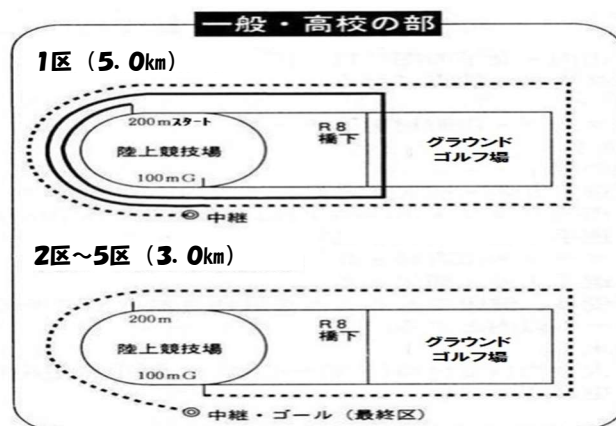 一般・高校の部
1区（5.0㎞）
200mスタート
陸上競技場
100mG
R8
橋下
グラウンド
ゴルフ場
中継
2区～5区（3.0㎞）
200m
陸上競技場
100mG
R8
橋下
グラウンド
ゴルフ場
中継・ゴール（最終区）